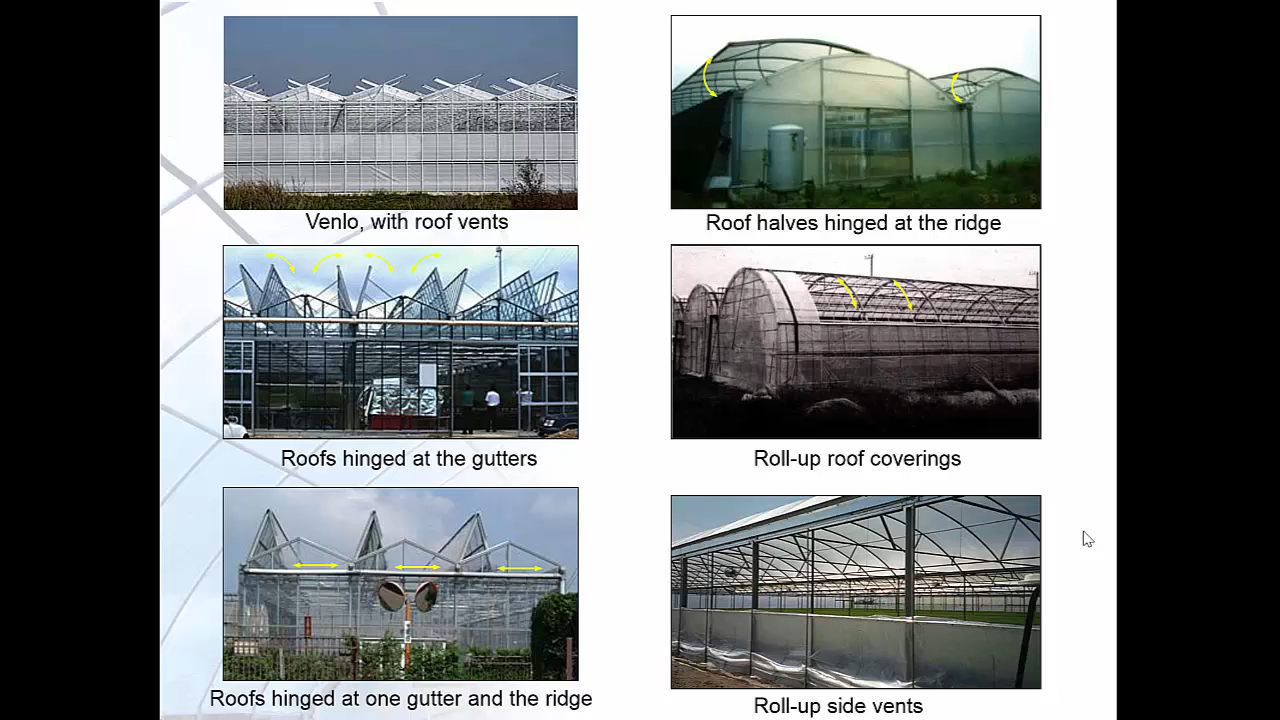 Venlo, with roof vents
Roof halves hinged at the ridge
Roofs hinged at the gutters
Roll-up roof coverings
Roofs hinged at one gutter and the ridge
Roll-up side vents